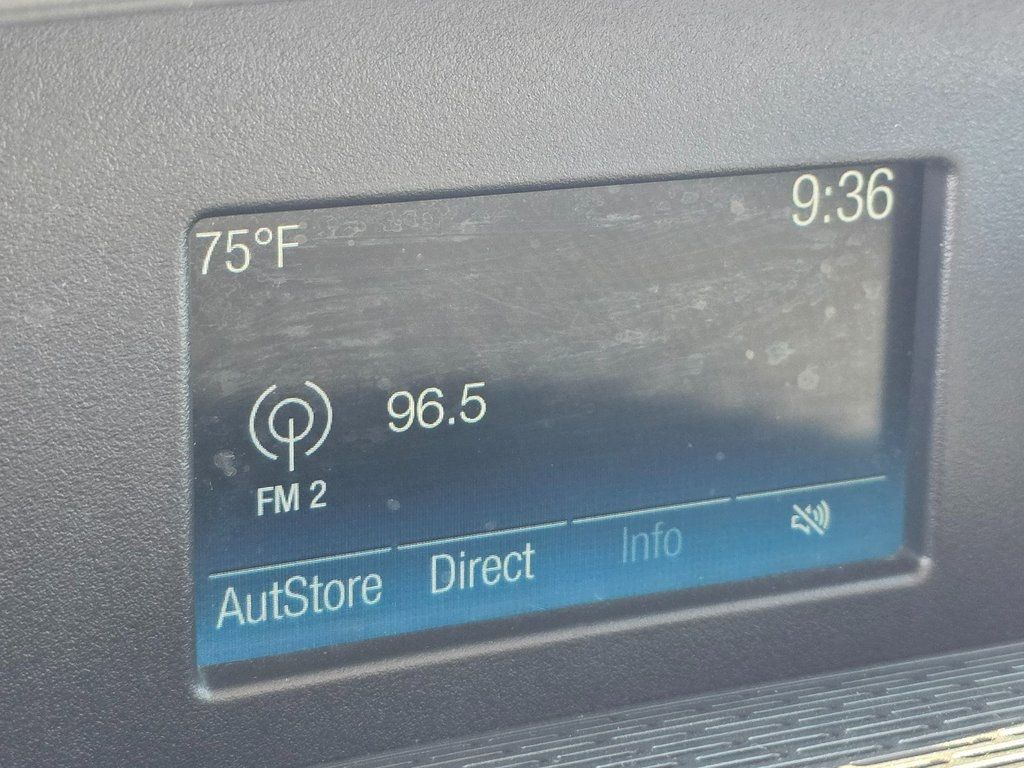 75°F 9:36
96.5
FM 2
AutStore Direct Info